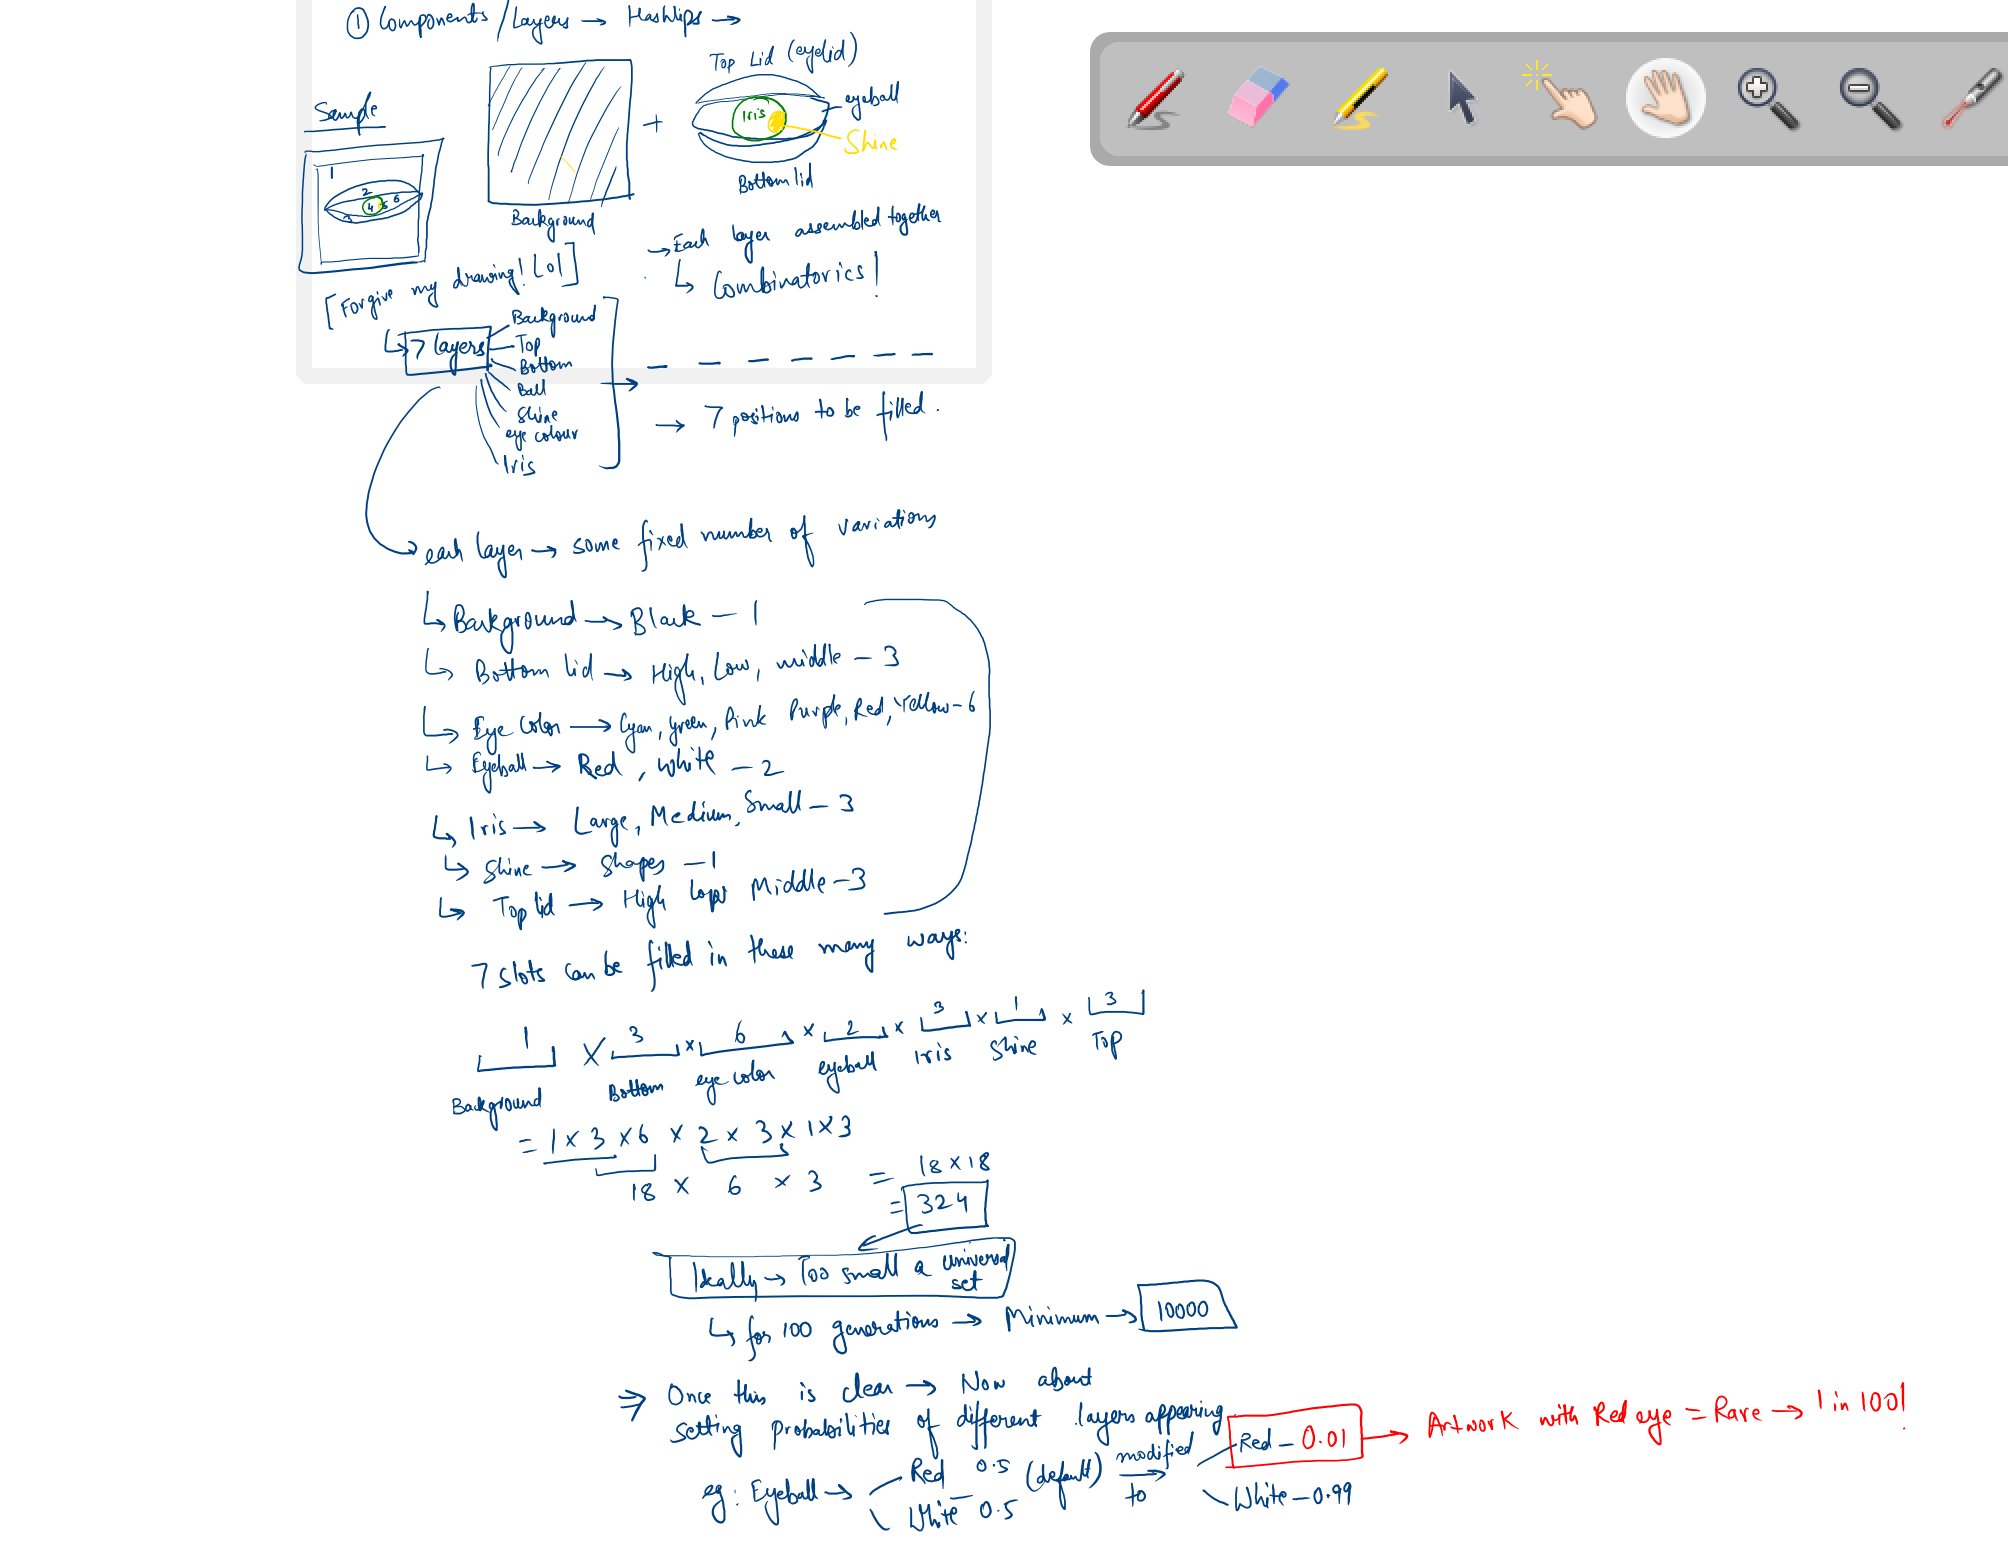 ① Components/Layers → Hashlips →
Sample
1
2
3
4
5
6
Background
+
Top Lid (eyelid)
Iris
eyeball
Shine
Bottom lid
[Forgive my drawing! Lol]
→ Each layer assembled together
↳ Combinatorics!
↳ 7 layers
Background
Top
Bottom
Ball
Shine
eye colour
Iris
→ _ _ _ _ _ _ _
→ 7 positions to be filled.
each layer → some fixed number of variations
↳ Background → Black - 1
↳ Bottom lid → High, Low, middle - 3
↳ Eye Color → Cyan, green, Pink Purple, Red, Yellow - 6
↳ Eyeball → Red, White - 2
↳ Iris → Large, Medium, Small - 3
↳ Shine → Shapes - 1
↳ Top lid → High Middle - 3
7 slots can be filled in these many ways:
1 × 3 × 6 × 2 × 3 × 1 × 3
Background Bottom eye color eyeball Iris Shine Top
= 1 × 3 × 6 × 2 × 3 × 1 × 3
18 × 6 × 3 = 18 × 18
= 324
Ideally → Too small a universal set
↳ for 100 generations → Minimum → 10000
⇒ Once this is clear → Now about
setting probabilities of different layers appearing
eg: Eyeball → Red 0.5 (default) modified to Red - 0.01 → Artwork with Red eye = Rare → 1 in 100!
White 0.5 White - 0.99